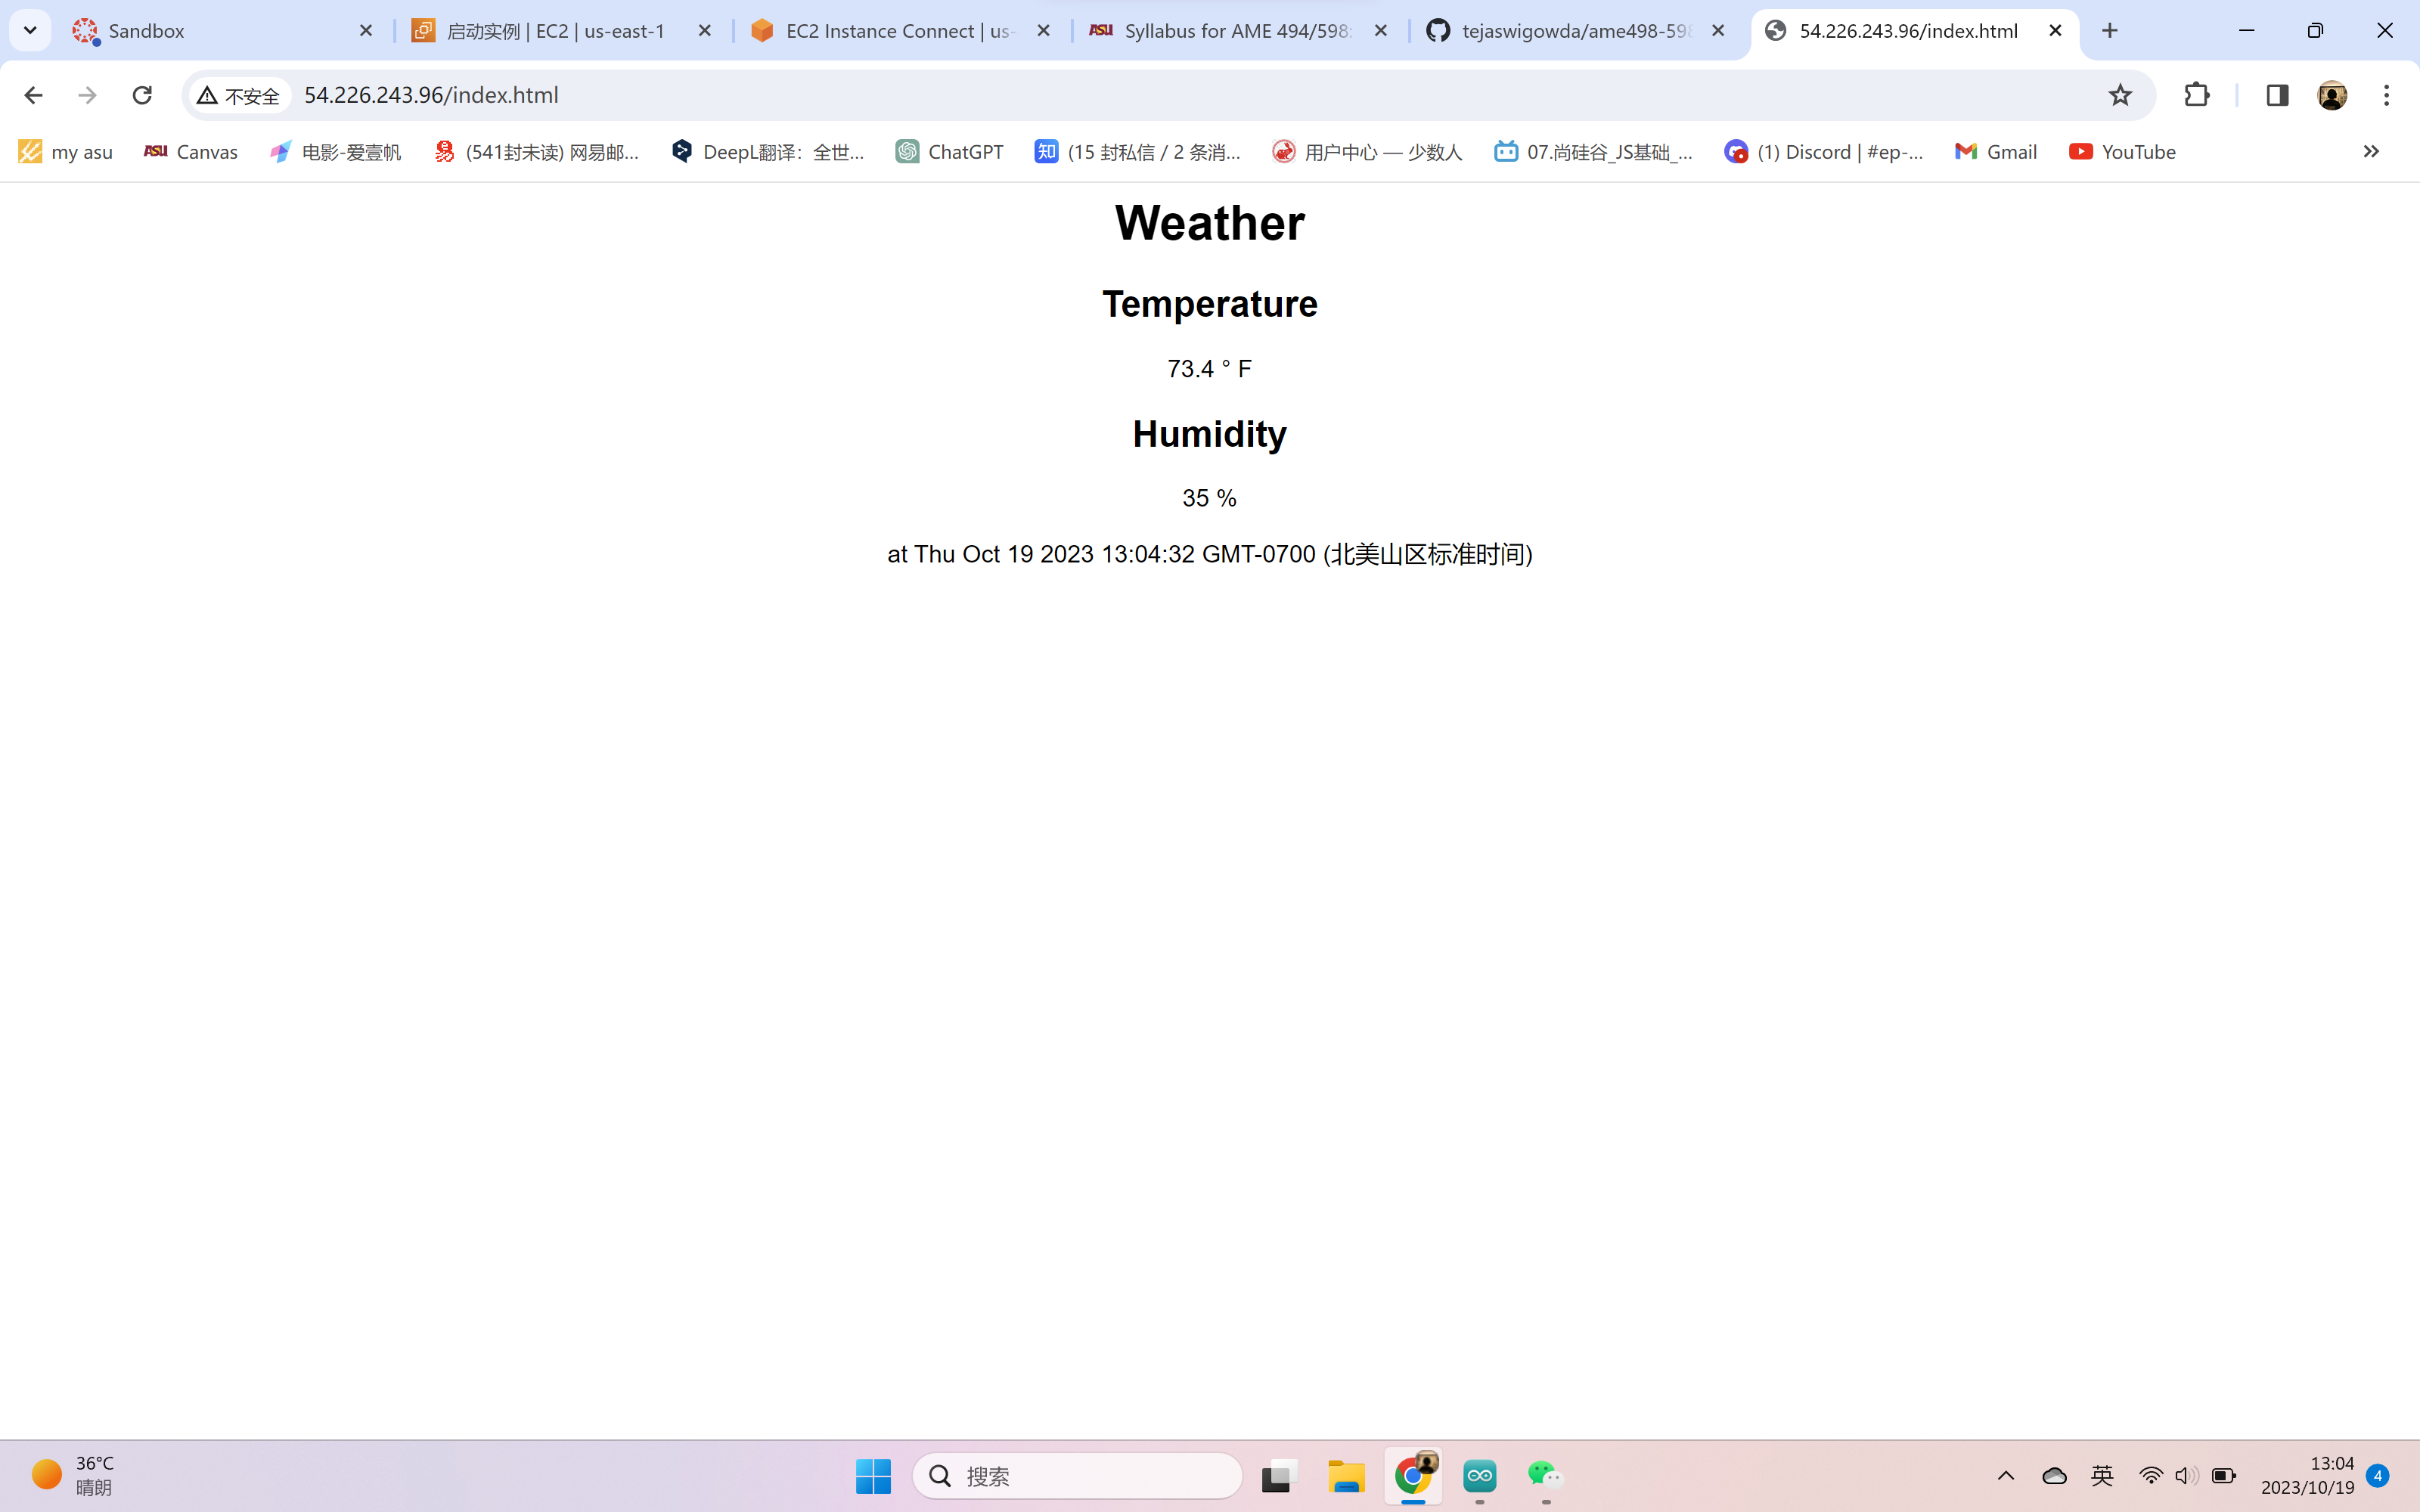 Sandbox
启动实例 | EC2 | us-east-1
EC2 Instance Connect | us-
Syllabus for AME 494/598:
tejaswigowda/ame498-598
54.226.243.96/index.html
不安全
54.226.243.96/index.html
my asu
ASU
Canvas
电影-爱壹帆
(541封未读) 网易邮...
DeepL翻译：全世...
ChatGPT
知
(15 封私信 / 2 条消...
用户中心 — 少数人
07.尚硅谷_JS基础_...
(1) Discord | #ep-...
Gmail
YouTube
Weather
Temperature
73.4 ° F
Humidity
35 %
at Thu Oct 19 2023 13:04:32 GMT-0700 (北美山区标准时间)
36°C
晴朗
搜索
英
13:04
2023/10/19
4